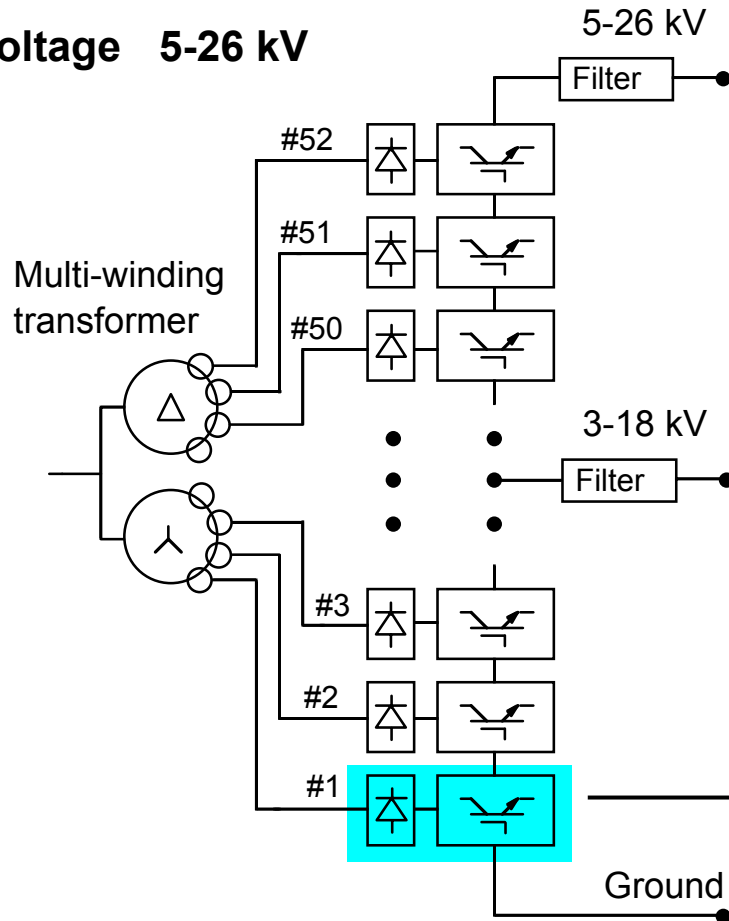 oltage 5-26 kV
5-26 kV
Filter
#52
#51
Multi-winding
transformer
#50
3-18 kV
Filter
#3
#2
#1
Ground